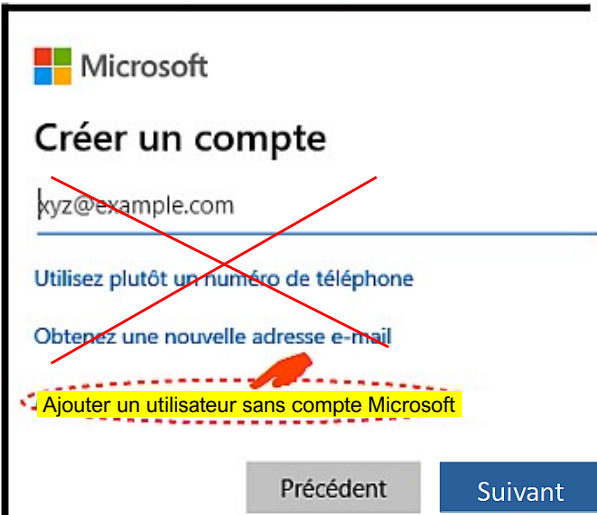 Microsoft
Créer un compte
xyz@example.com
Utilisez plutôt un numéro de téléphone
Obtenez une nouvelle adresse e-mail
Ajouter un utilisateur sans compte Microsoft
Précédent
Suivant